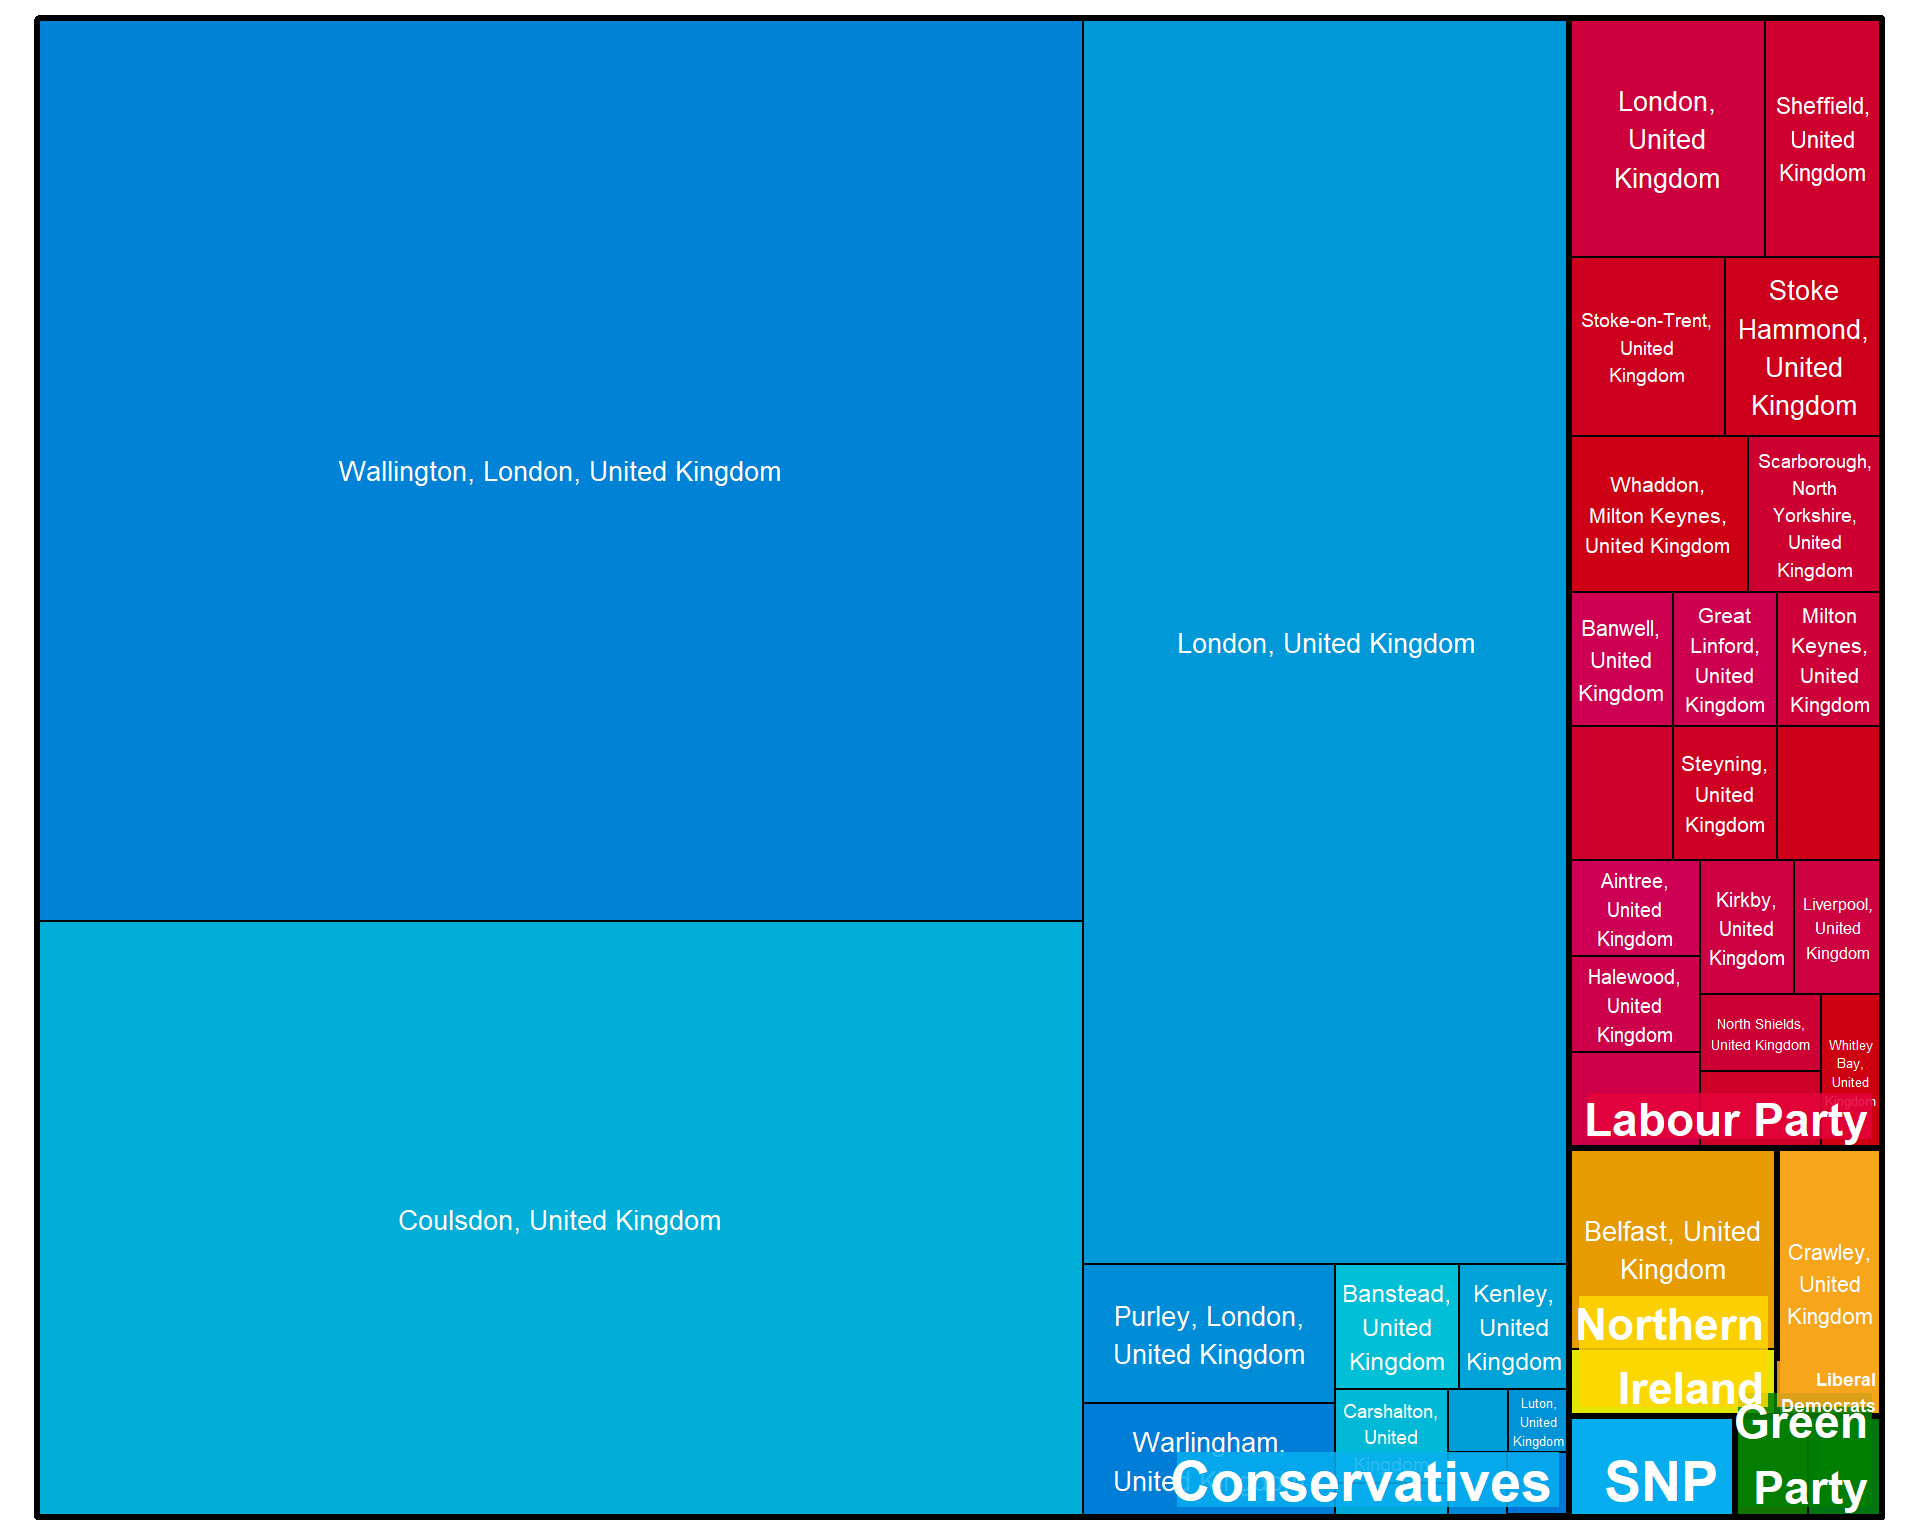 Wallington, London, United Kingdom
Coulsdon, United Kingdom
London, United Kingdom
Purley, London,
United Kingdom
Warlingham,
United Kingdom
Banstead,
United
Kingdom
Kenley,
United
Kingdom
Carshalton,
United
Kingdom
Luton,
United
Kingdom
Conservatives
London,
United
Kingdom
Sheffield,
United
Kingdom
Stoke-on-Trent,
United
Kingdom
Stoke
Hammond,
United
Kingdom
Whaddon,
Milton Keynes,
United Kingdom
Scarborough,
North
Yorkshire,
United
Kingdom
Banwell,
United
Kingdom
Great
Linford,
United
Kingdom
Milton
Keynes,
United
Kingdom
Steyning,
United
Kingdom
Aintree,
United
Kingdom
Kirkby,
United
Kingdom
Liverpool,
United
Kingdom
Halewood,
United
Kingdom
North Shields,
United Kingdom
Whitley
Bay,
United
Kingdom
Labour Party
Belfast, United
Kingdom
Northern
Ireland
Crawley,
United
Kingdom
Liberal
Democrats
SNP
Green
Party